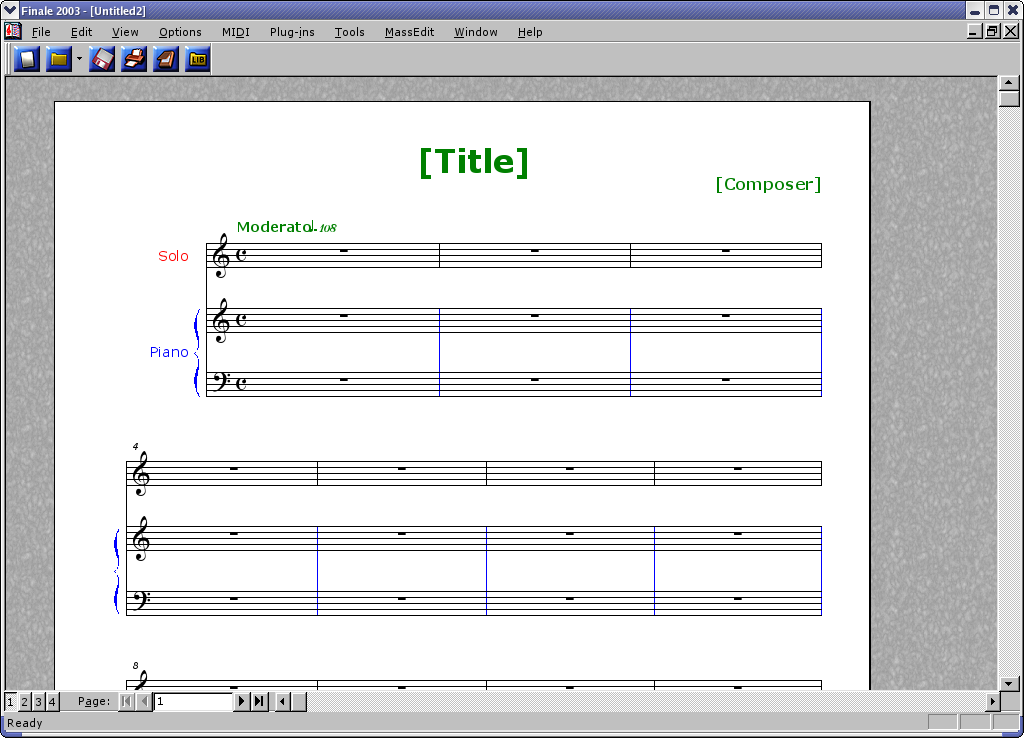 Finale 2003 - [Untitled2]
File Edit View Options MIDI Plug-ins Tools MassEdit Window Help
LIB
[Title]
[Composer]
Moderato 108
Solo
Piano
4
8
1 2 3 4 Page: 1
Ready